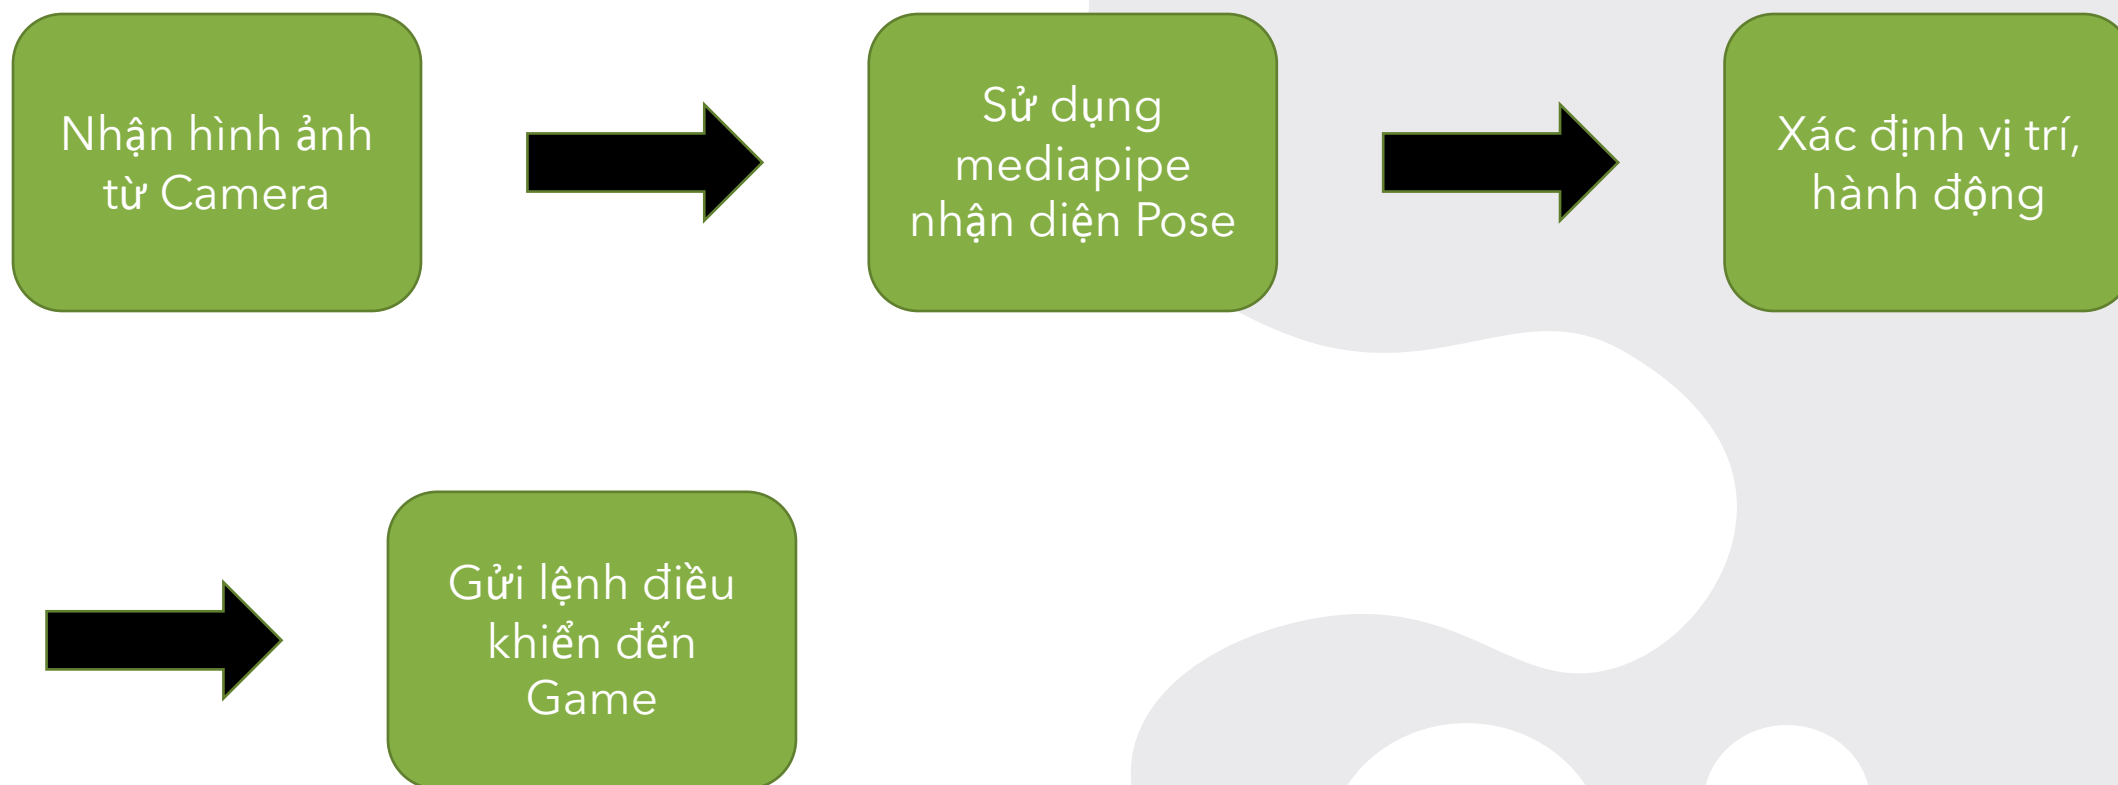 Nhận hình ảnh
từ Camera
Sử dụng
mediapipe
nhận diện Pose
Xác định vị trí,
hành động
Gửi lệnh điều
khiển đến
Game